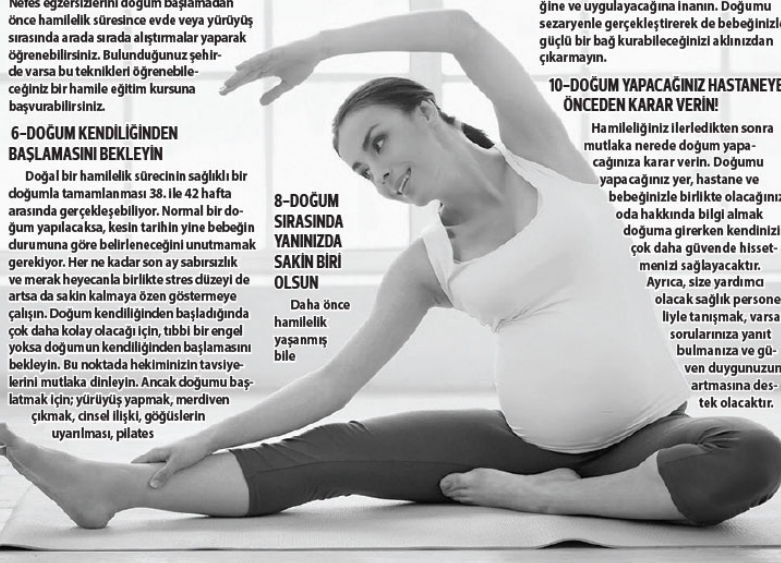 Nefes egzersizlerini doğum başlamadan
önce hamilelik süresince evde veya yürüyüş
sırasında arada sırada alıştırmalar yaparak
öğrenebilirsiniz. Bulunduğunuz şehir-
de varsa bu teknikleri öğrenebile-
ceğiniz bir hamile eğitim kursuna
başvurabilirsiniz.
6-DOĞUM KENDİLİĞİNDEN
BAŞLAMASINI BEKLEYİN
Doğal bir hamilelik sürecinin sağlıklı bir
doğumla tamamlanması 38. ile 42 hafta
arasında gerçekleşebiliyor. Normal bir do-
ğum yapılacaksa, kesin tarihin yine bebeğin
durumuna göre belirleneceğini unutmamak
gerekiyor. Her ne kadar son ay sabırsızlık
ve merak heyecanla birlikte stres düzeyi de
artsa da sakin kalmaya özen göstermeye
çalışın. Doğum kendiliğinden başladığında
çok daha kolay olacağı için, tıbbi bir engel
yoksa doğumun kendiliğinden başlamasını
bekleyin. Bu noktada hekiminizin tavsiye-
lerini mutlaka dinleyin. Ancak doğumu baş-
latmak için; yürüyüş yapmak, merdiven
çıkmak, cinsel ilişki, göğüslerin
uyarılması, pilates
8-DOĞUM
SIRASINDA
YANINIZDA
SAKİN BİRİ
OLSUN
Daha önce
hamilelik
yaşanmış
bile
ğine ve uygulayacağına inanın. Doğumu
sezaryenle gerçekleştirerek de bebeğinizle
güçlü bir bağ kurabileceğinizi aklınızdan
çıkarmayın.
10-DOĞUM YAPACAĞINIZ HASTANEYE
ÖNCEDEN KARAR VERİN!
Hamileliğiniz ilerledikten sonra
mutlaka nerede doğum yapa-
cağınıza karar verin. Doğumu
yapacağınız yer, hastane ve
bebeğinizle birlikte olacağınız
oda hakkında bilgi almak
doğuma girerken kendinizi
çok daha güvende hisset-
menizi sağlayacaktır.
Ayrıca, size yardımcı
olacak sağlık persone-
liyle tanışmak, varsa
sorularınıza yanıt
bulmanıza ve gü-
ven duygunuzun
artmasına des-
tek olacaktır.